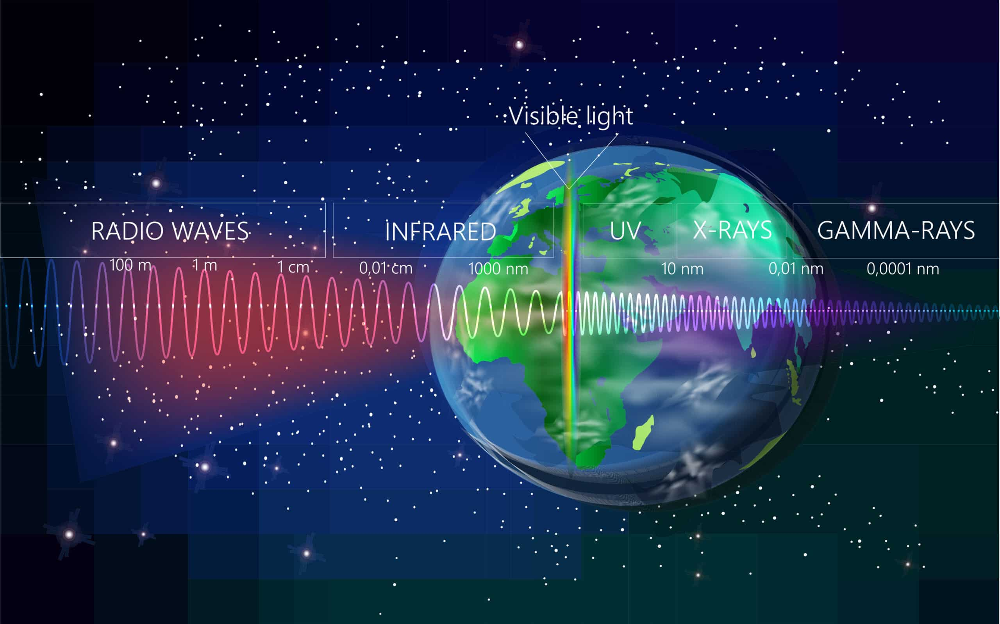 Visible light
RADIO WAVES
INFRARED
UV
X-RAYS
GAMMA-RAYS
100 m
1 m
1 cm
0,01 cm
1000 nm
10 nm
0,01 nm
0,0001 nm